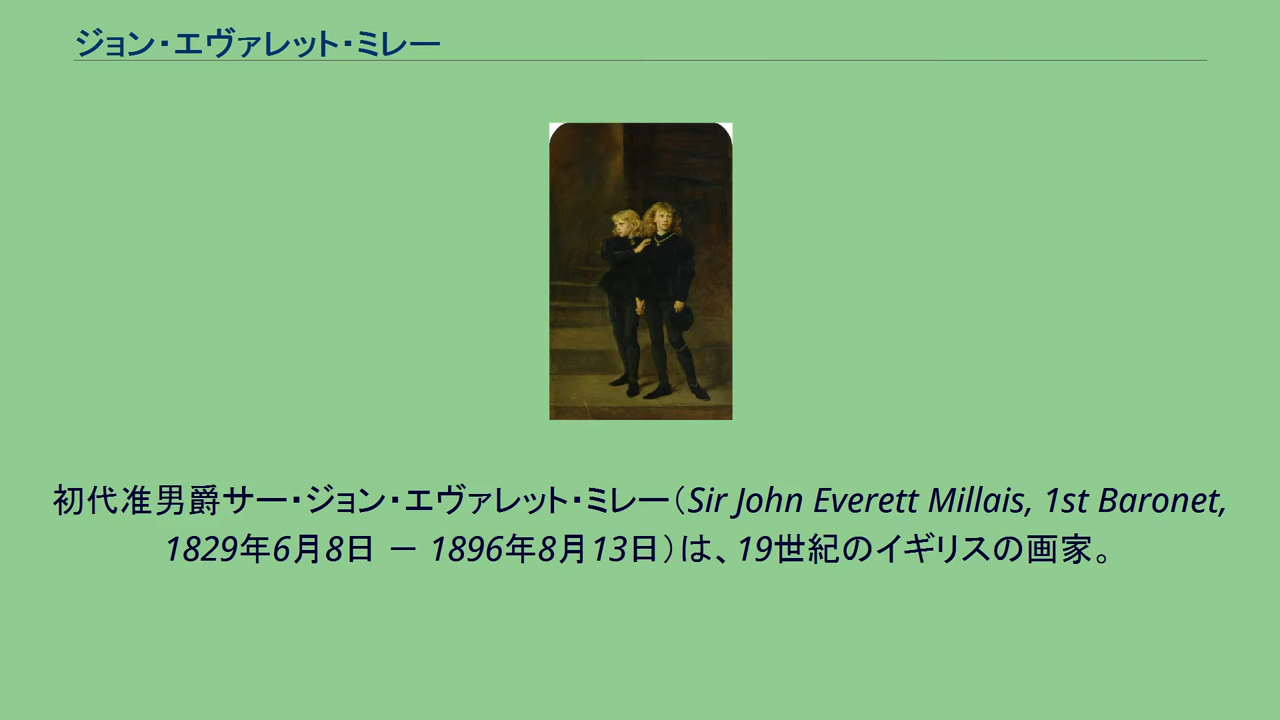 ジョン・エヴァレット・ミレー
初代准男爵サー・ジョン・エヴァレット・ミレー（Sir John Everett Millais, 1st Baronet,
1829年6月8日 － 1896年8月13日）は、19世紀のイギリスの画家。